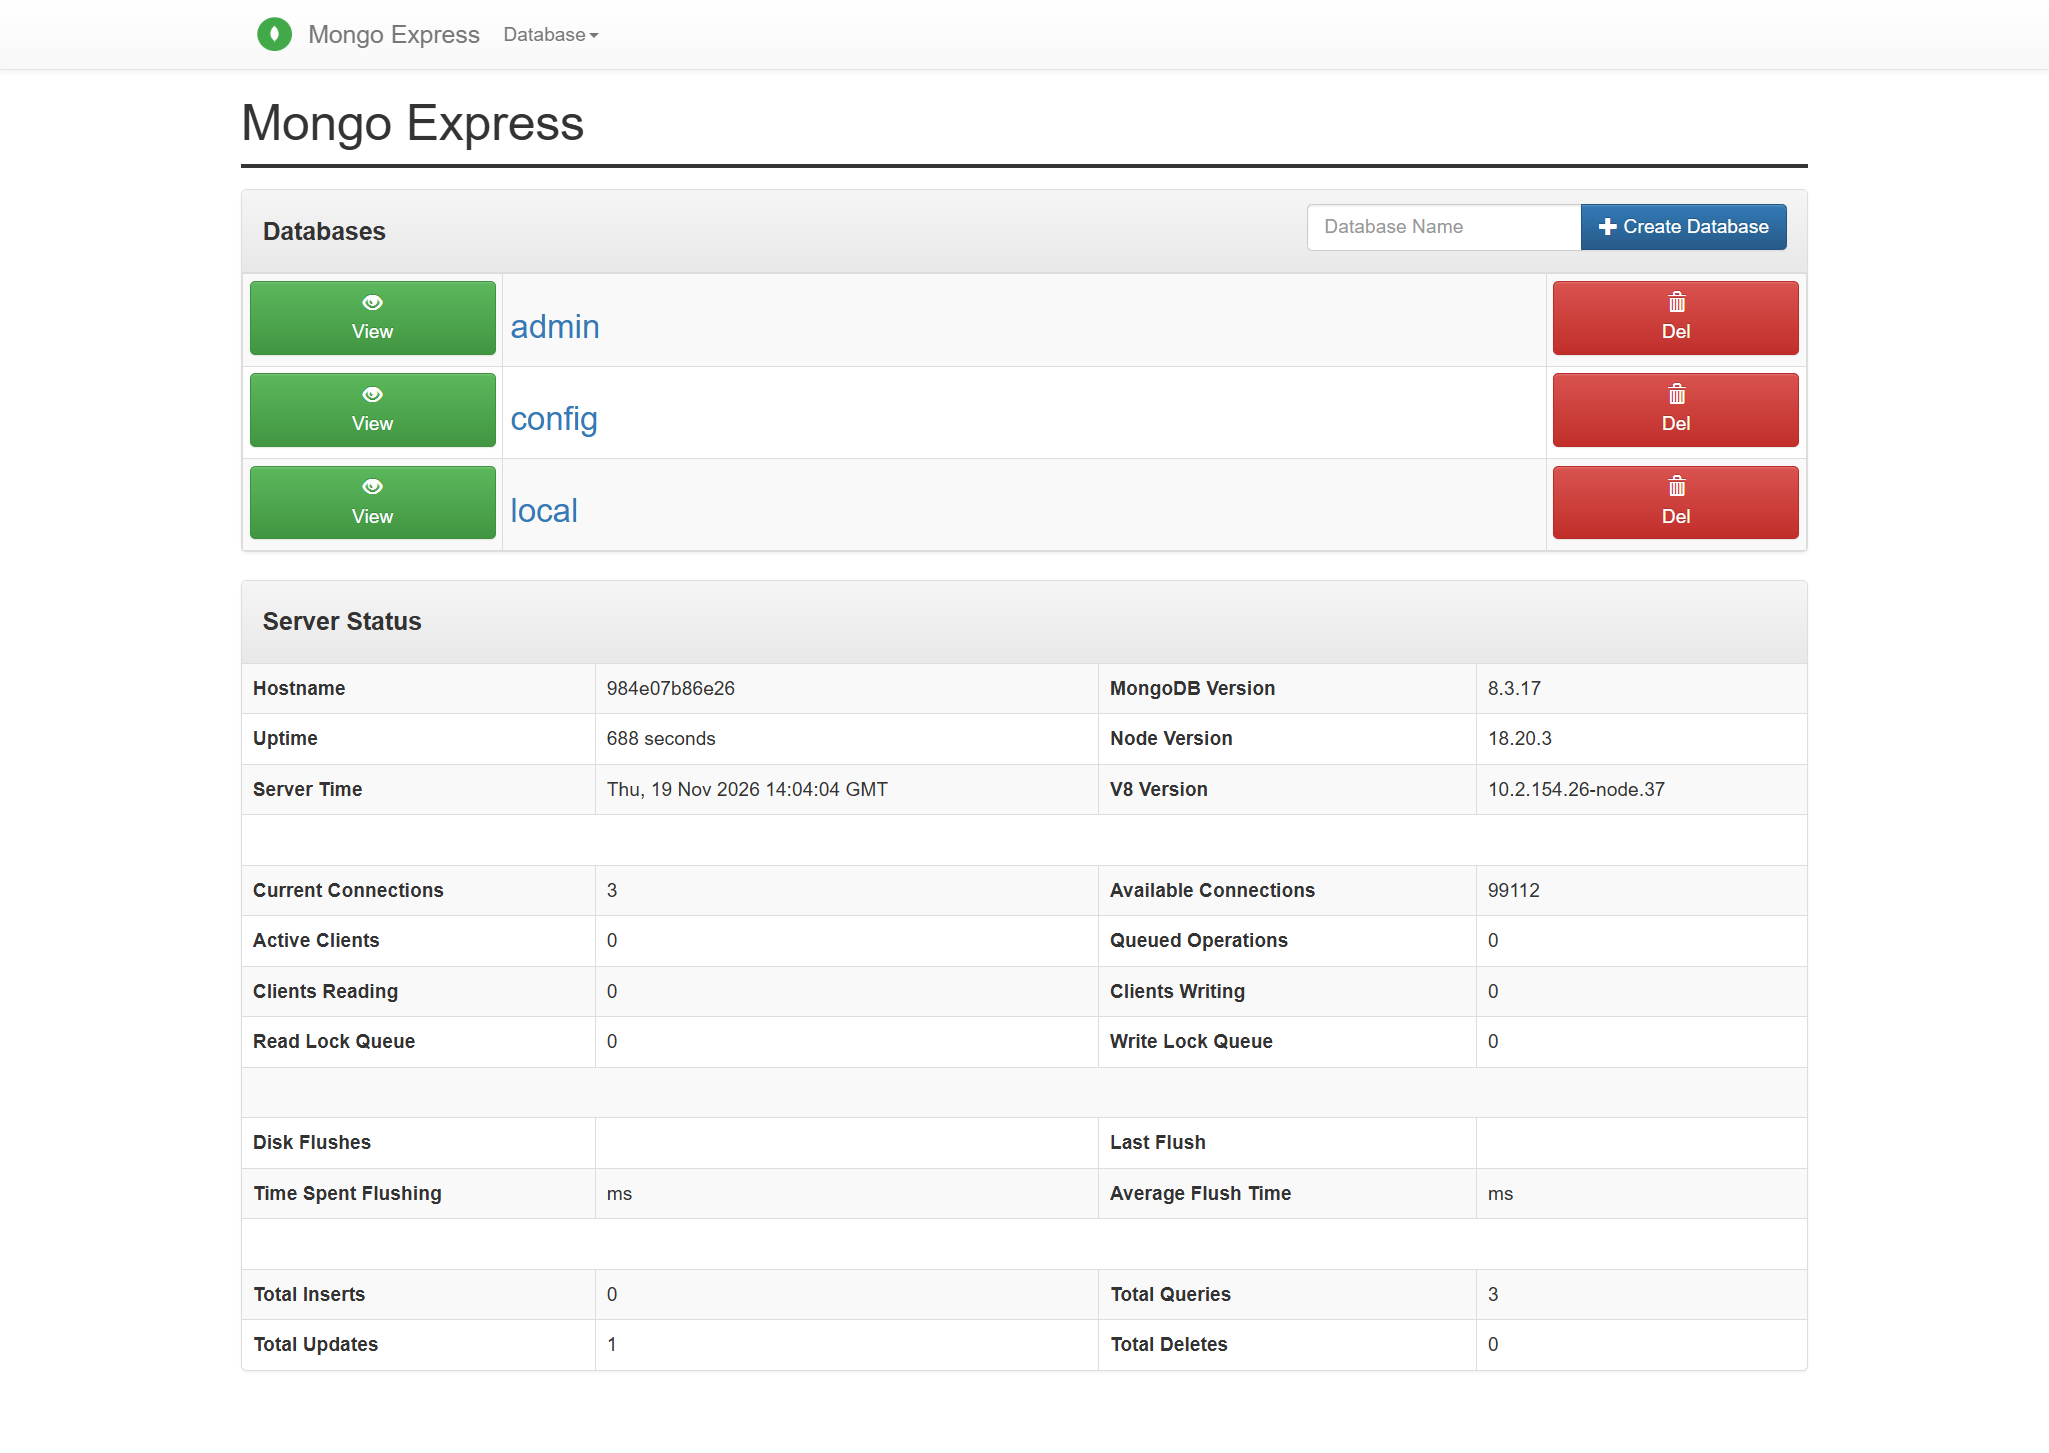 Mongo Express Database
Mongo Express
Databases Database Name Create Database
View admin Del
View config Del
View local Del
Server Status
Hostname 984e07b86e26 MongoDB Version 8.3.17
Uptime 688 seconds Node Version 18.20.3
Server Time Thu, 19 Nov 2026 14:04:04 GMT V8 Version 10.2.154.26-node.37
Current Connections 3 Available Connections 99112
Active Clients 0 Queued Operations 0
Clients Reading 0 Clients Writing 0
Read Lock Queue 0 Write Lock Queue 0
Disk Flushes Last Flush
Time Spent Flushing ms Average Flush Time ms
Total Inserts 0 Total Queries 3
Total Updates 1 Total Deletes 0